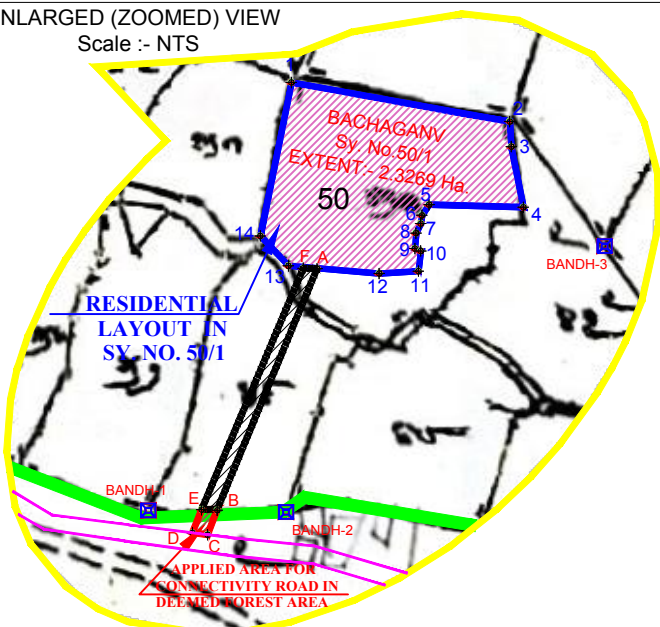 NLARGED (ZOOMED) VIEW
Scale :- NTS
1
2
BACHAGANV
Sy No.50/1
EXTENT:- 2.3269 Ha.
3
50
5
4
6
7
8
14
9
10
BANDH-3
F A
13
12
11
RESIDENTIAL
LAYOUT IN
SY. NO. 50/1
BANDH-1
E
B
BANDH-2
D
C
APPLIED AREA FOR
CONNECTIVITY ROAD IN
DEEMED FOREST AREA